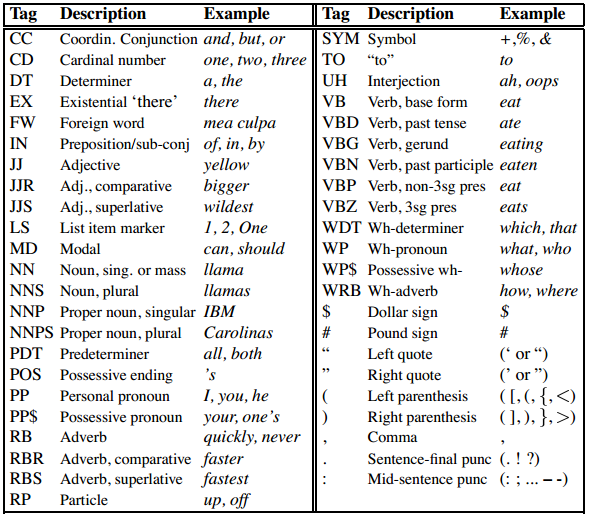 Tag Description Example Tag Description Example
CC Coordin. Conjunction and, but, or SYM Symbol +,%, &
CD Cardinal number one, two, three TO “to” to
DT Determiner a, the UH Interjection ah, oops
EX Existential ‘there’ there VB Verb, base form eat
FW Foreign word mea culpa VBD Verb, past tense ate
IN Preposition/sub-conj of, in, by VBG Verb, gerund eating
JJ Adjective yellow VBN Verb, past participle eaten
JJR Adj., comparative bigger VBP Verb, non-3sg pres eat
JJS Adj., superlative wildest VBZ Verb, 3sg pres eats
LS List item marker 1, 2, One WDT Wh-determiner which, that
MD Modal can, should WP Wh-pronoun what, who
NN Noun, sing. or mass llama WP$ Possessive wh- whose
NNS Noun, plural llamas WRB Wh-adverb how, where
NNP Proper noun, singular IBM $ Dollar sign $
NNPS Proper noun, plural Carolinas # Pound sign #
PDT Predeterminer all, both “ Left quote (‘ or “)
POS Possessive ending ’s ” Right quote (’ or ”)
PP Personal pronoun I, you, he ( Left parenthesis ( [, (, {, <)
PP$ Possessive pronoun your, one’s ) Right parenthesis ( ], ), }, >)
RB Adverb quickly, never , Comma ,
RBR Adverb, comparative faster . Sentence-final punc (. ! ?)
RBS Adverb, superlative fastest : Mid-sentence punc (: ; ... – -)
RP Particle up, off